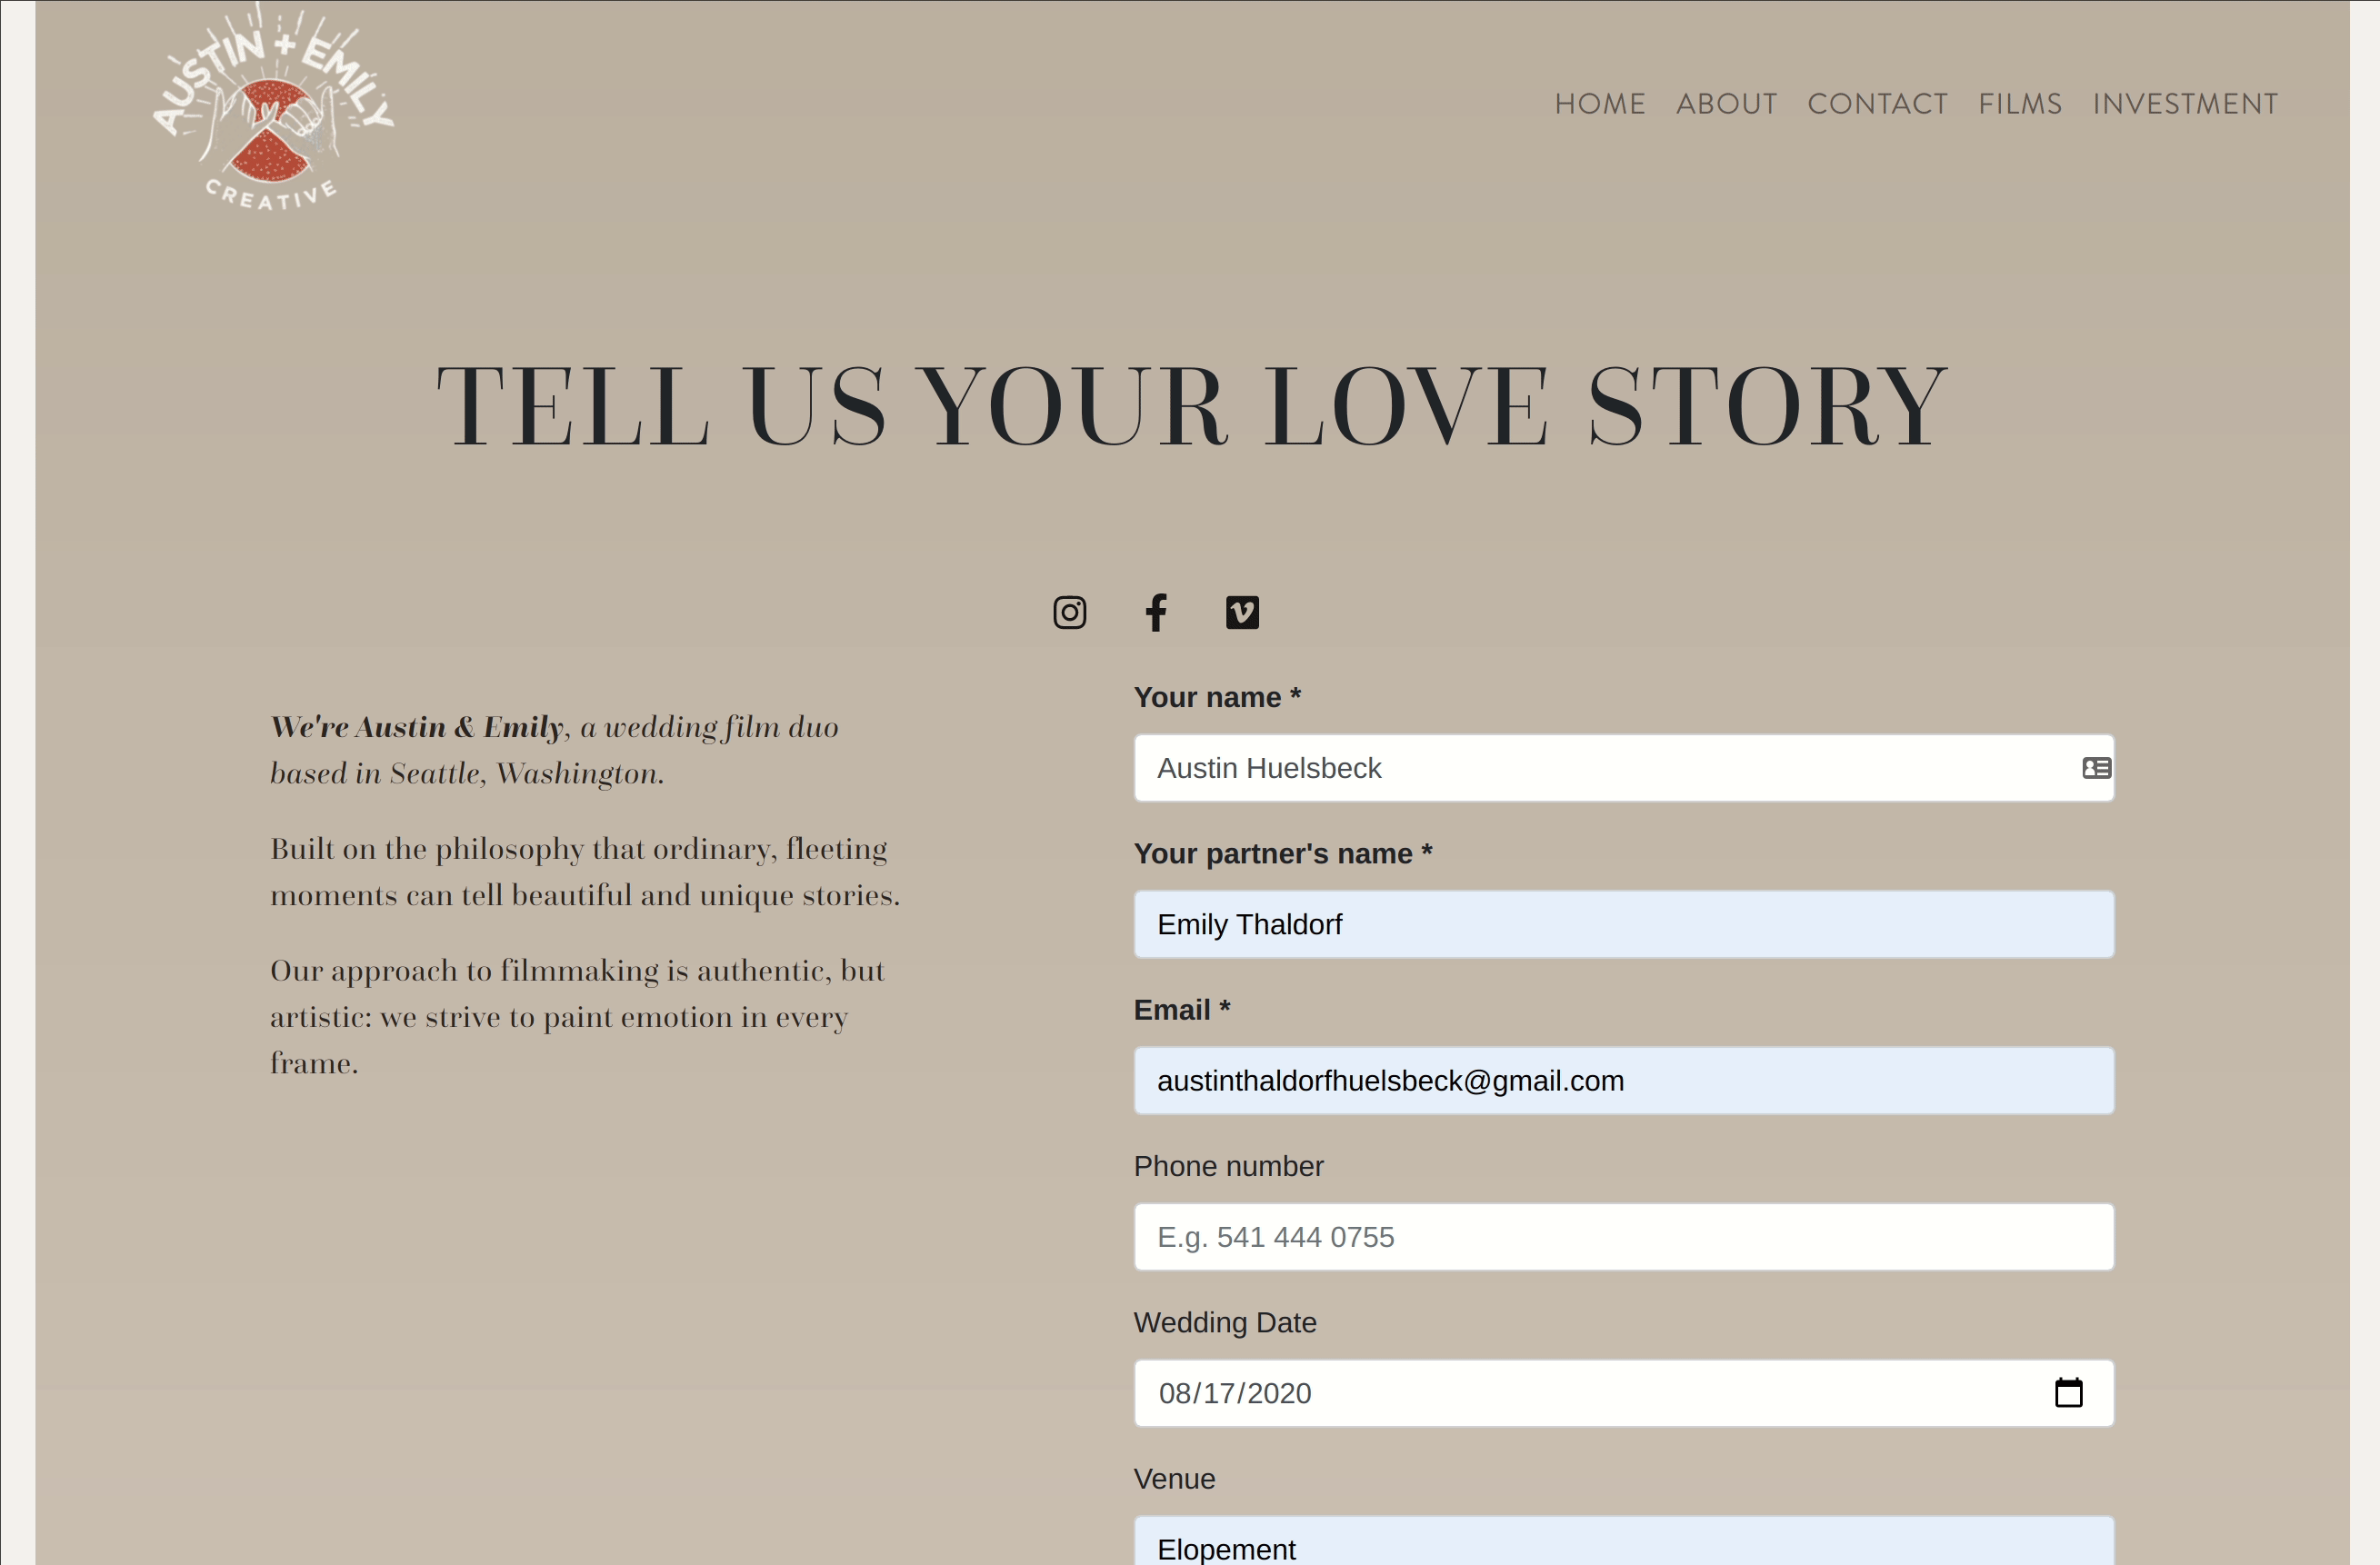 AUSTIN + EMILY
CREATIVE
HOME ABOUT CONTACT FILMS INVESTMENT
TELL US YOUR LOVE STORY
We're Austin & Emily, a wedding film duo
based in Seattle, Washington.
Built on the philosophy that ordinary, fleeting
moments can tell beautiful and unique stories.
Our approach to filmmaking is authentic, but
artistic: we strive to paint emotion in every
frame.
Your name *
Austin Huelsbeck
Your partner's name *
Emily Thaldorf
Email *
austinthaldorfhuelsbeck@gmail.com
Phone number
E.g. 541 444 0755
Wedding Date
08/17/2020
Venue
Elopement